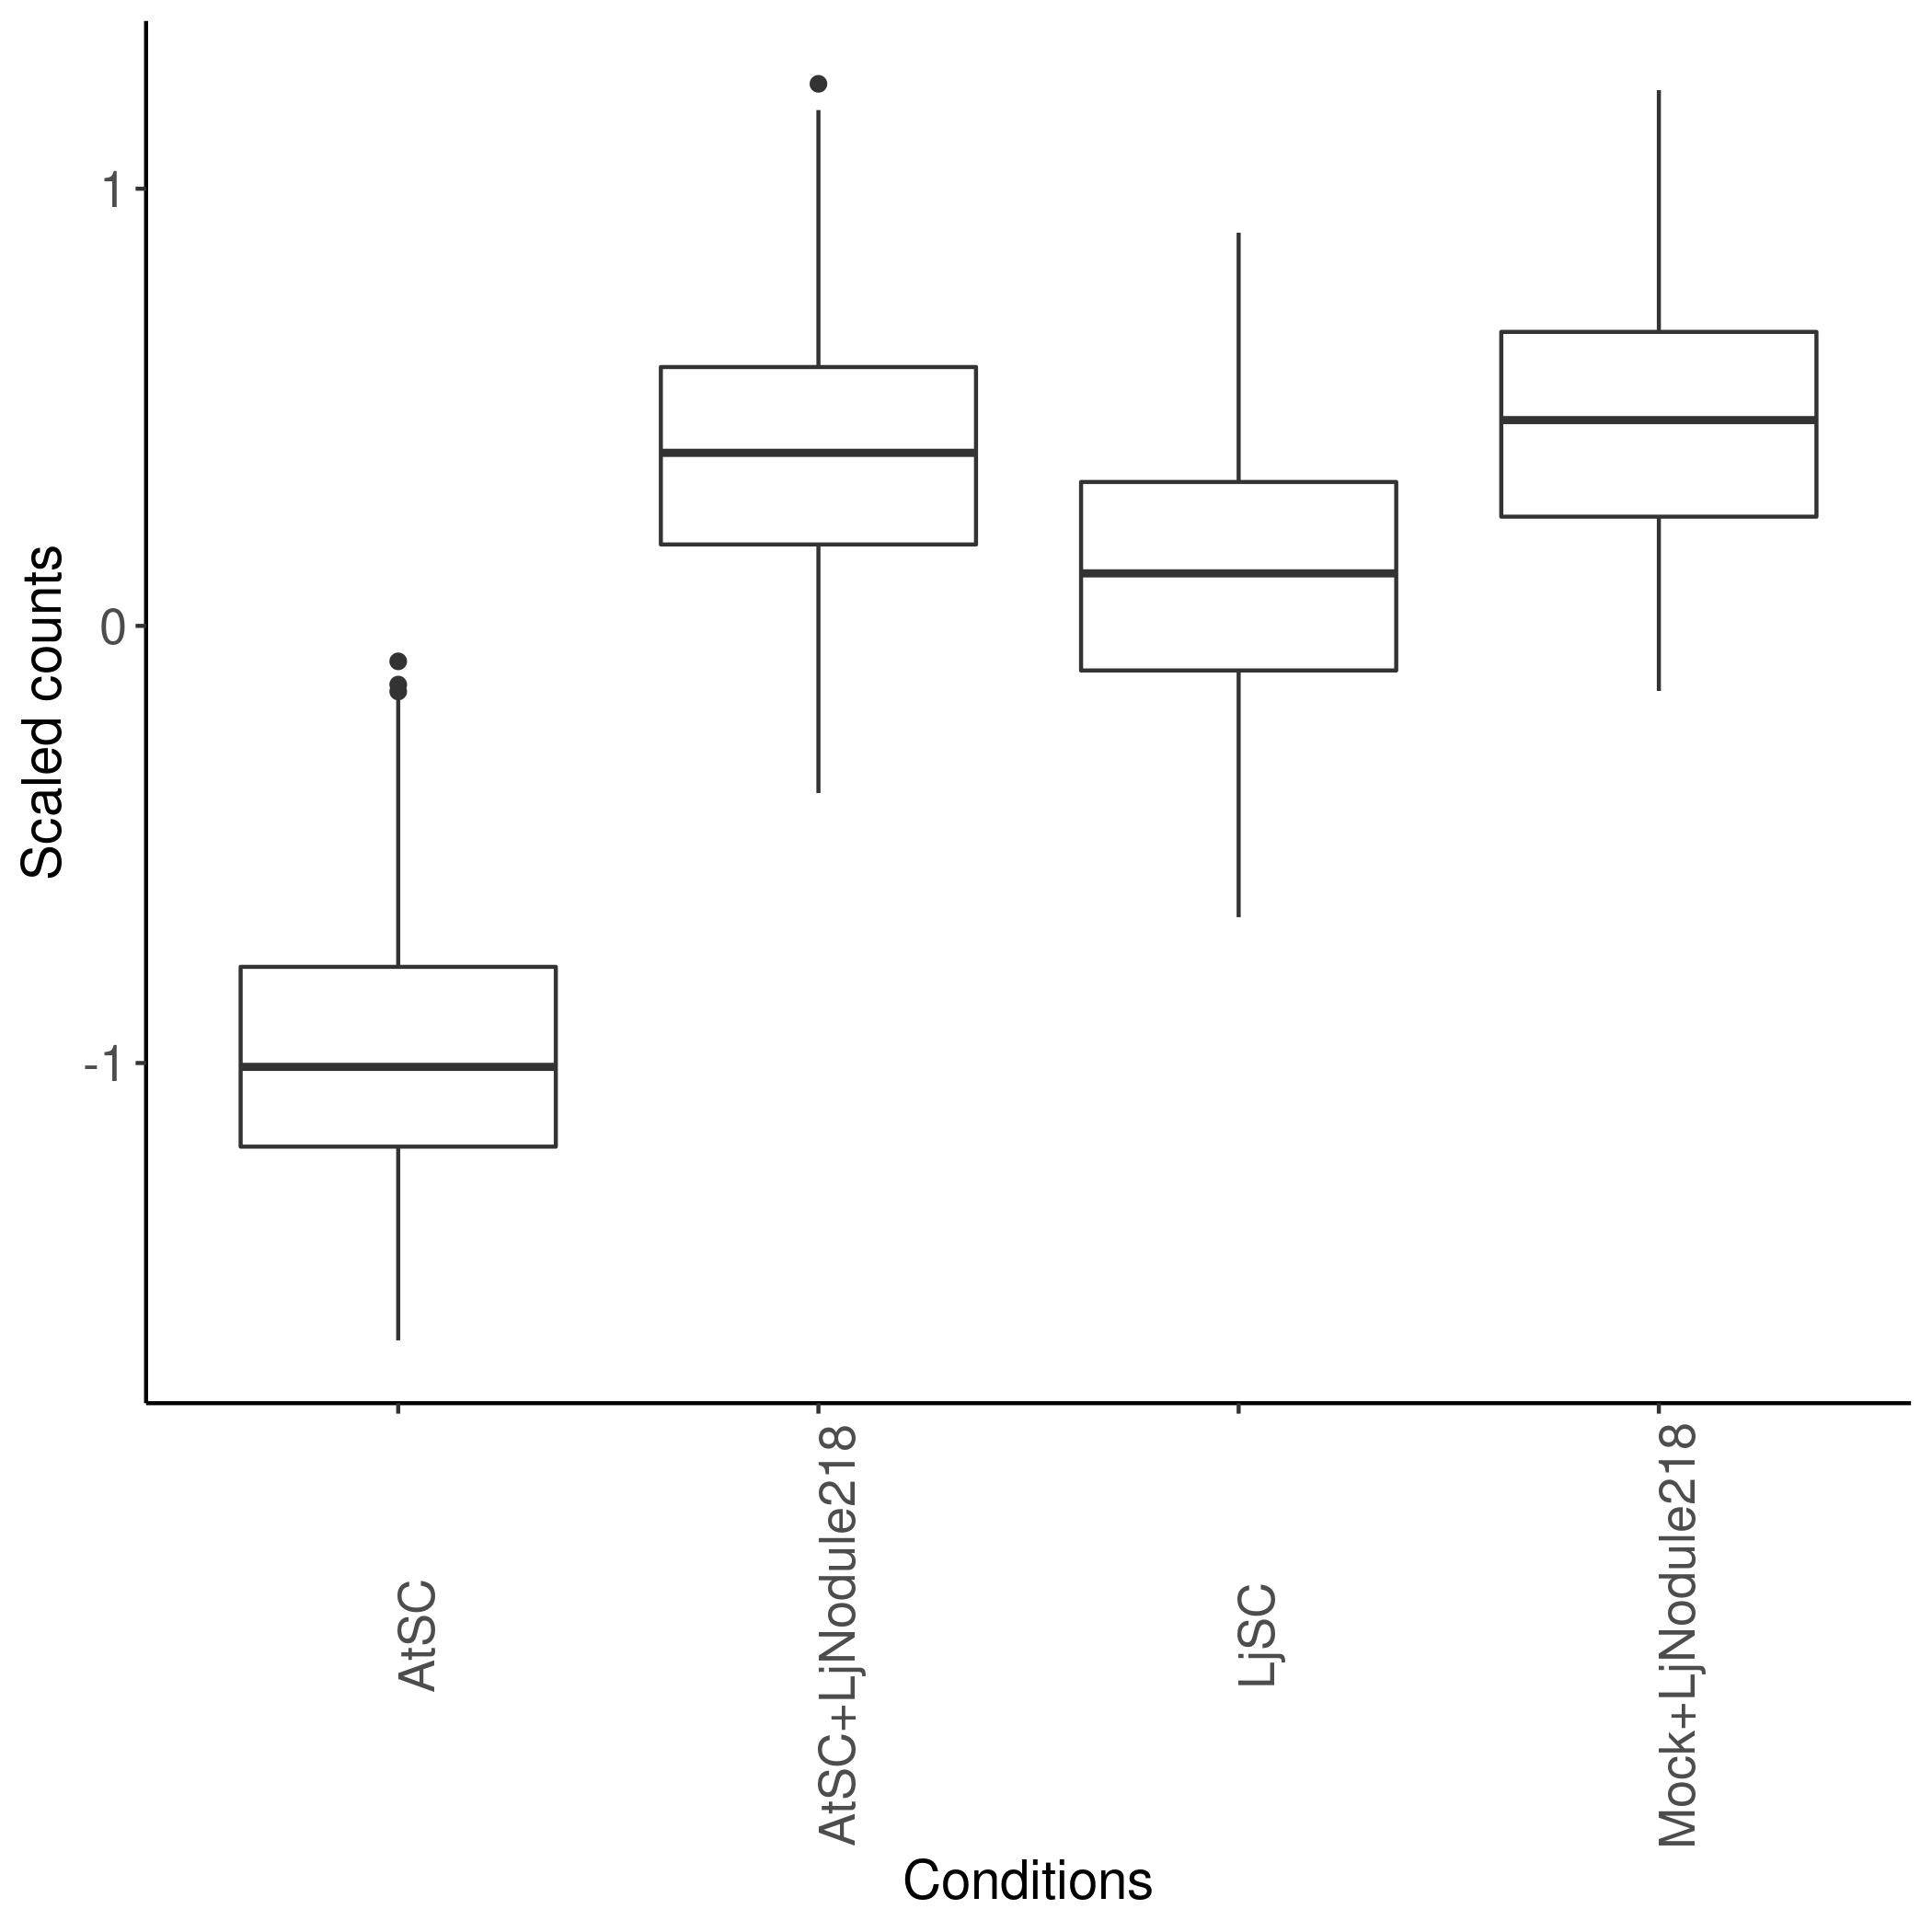 Scaled counts
1
0
-1
AtSC
AtSC+LjNodule218
LjSC
Mock+LjNodule218
Conditions